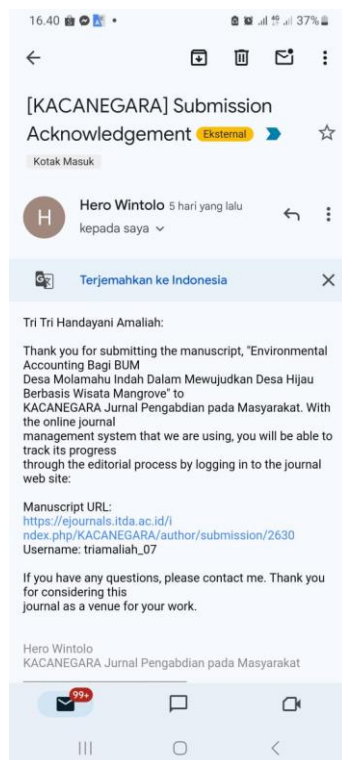 16.40
37%
[KACANEGARA] Submission
Acknowledgement Eksternal
Kotak Masuk
H
Hero Wintolo 5 hari yang lalu
kepada saya
Terjemahkan ke Indonesia
Tri Tri Handayani Amaliah:
Thank you for submitting the manuscript, "Environmental
Accounting Bagi BUM
Desa Molamahu Indah Dalam Mewujudkan Desa Hijau
Berbasis Wisata Mangrove" to
KACANEGARA Jurnal Pengabdian pada Masyarakat. With
the online journal
management system that we are using, you will be able to
track its progress
through the editorial process by logging in to the journal
web site:
Manuscript URL:
https://ejournals.itda.ac.id/i
ndex.php/KACANEGARA/author/submission/2630
Username: triamaliah_07
If you have any questions, please contact me. Thank you
for considering this
journal as a venue for your work.
Hero Wintolo
KACANEGARA Jurnal Pengabdian pada Masyarakat
99+